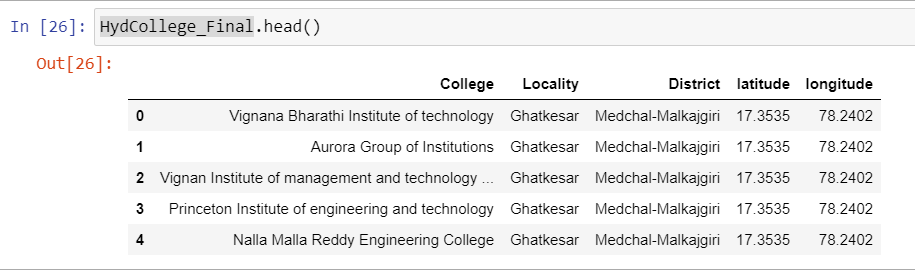 In [26]: HydCollege_Final.head()
Out[26]:
College Locality District latitude longitude
0 Vignana Bharathi Institute of technology Ghatkesar Medchal-Malkajgiri 17.3535 78.2402
1 Aurora Group of Institutions Ghatkesar Medchal-Malkajgiri 17.3535 78.2402
2 Vignan Institute of management and technology ... Ghatkesar Medchal-Malkajgiri 17.3535 78.2402
3 Princeton Institute of engineering and technology Ghatkesar Medchal-Malkajgiri 17.3535 78.2402
4 Nalla Malla Reddy Engineering College Ghatkesar Medchal-Malkajgiri 17.3535 78.2402